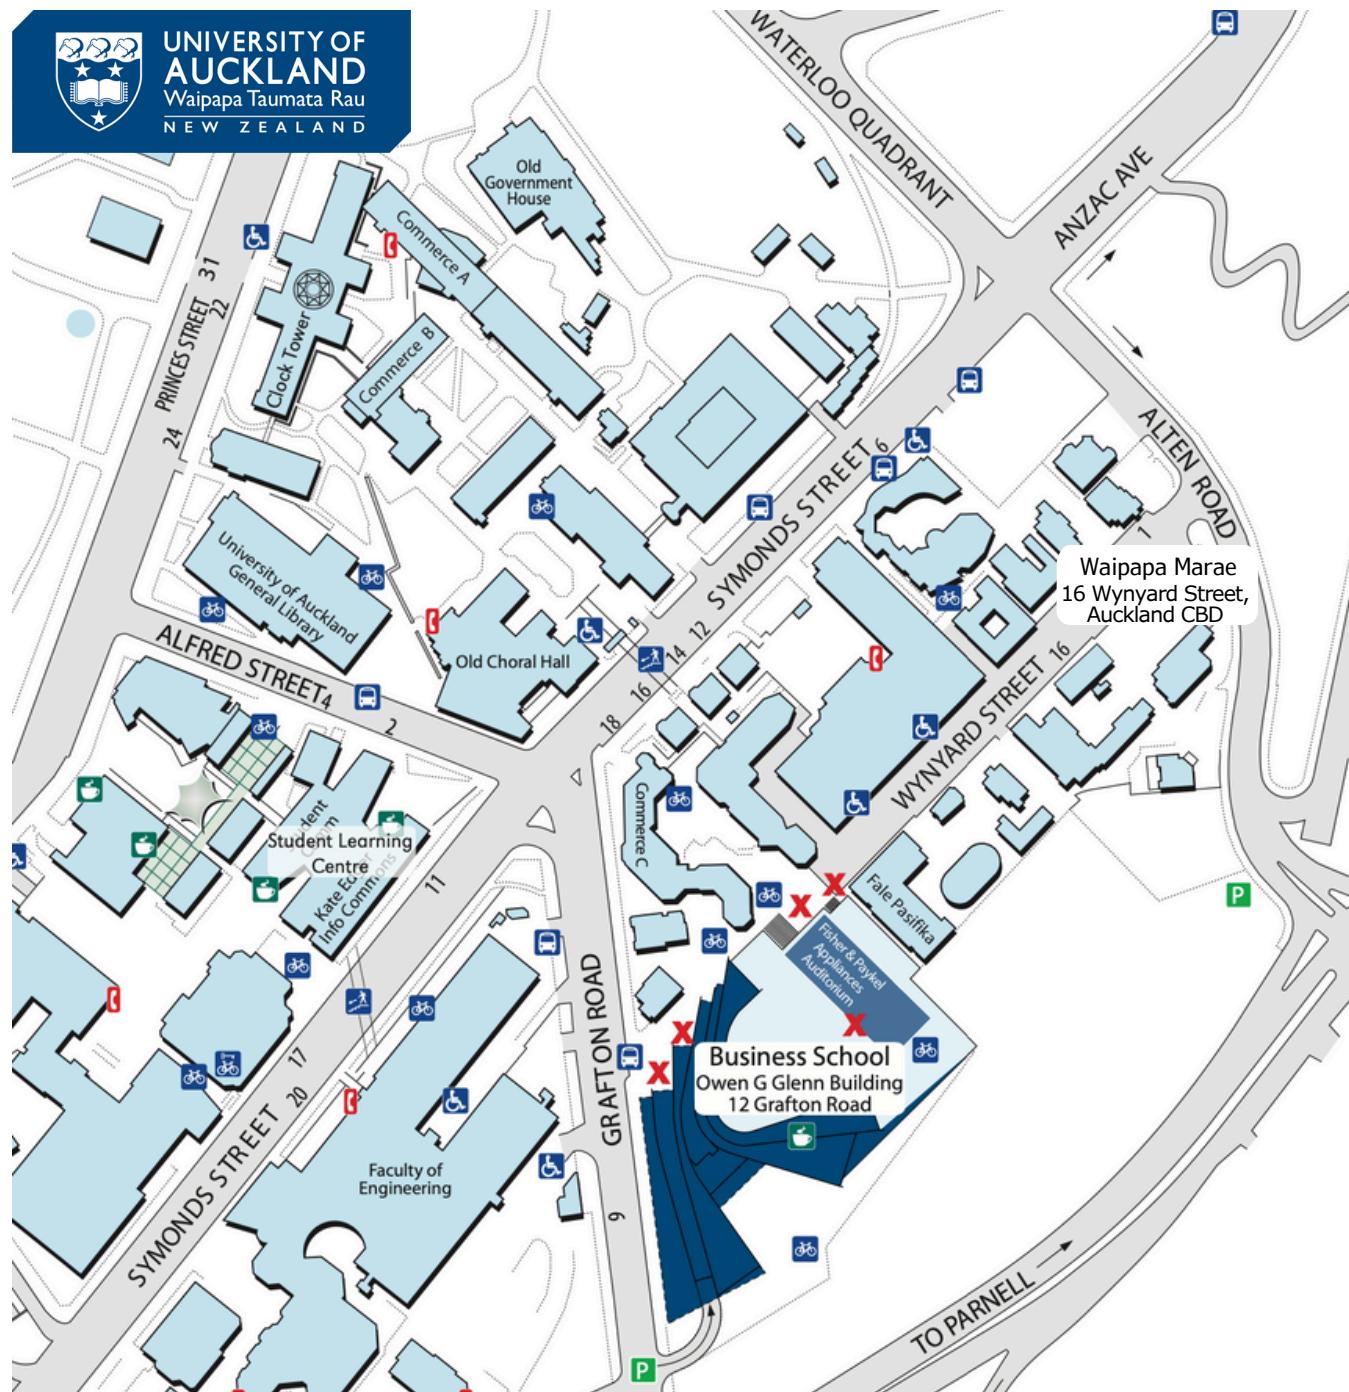 UNIVERSITY OF
AUCKLAND
Waipapa Taumata Rau
NEW ZEALAND
WATERLOO QUADRANT
ANZAC AVE
Old
Government
House
Commerce A
31
22
PRINCES STREET
24
Clock Tower
Commerce B
ALTEN ROAD
SYMONDS STREET
6
1
Waipapa Marae
16 Wynyard Street,
Auckland CBD
University of Auckland
General Library
12
14
16
18
16
Old Choral Hall
ALFRED STREET
4
2
WYNYARD STREET
Commerce C
Student Learning
Centre
Kate Edger
Info Commons
11
Fale Pasifika
P
Fisher & Paykel
Appliances
Auditorium
X
X
X
X
X
GRAFTON ROAD
Business School
Owen G Glenn Building
12 Grafton Road
17
20
SYMONDS STREET
Faculty of
Engineering
9
TO PARNELL
P